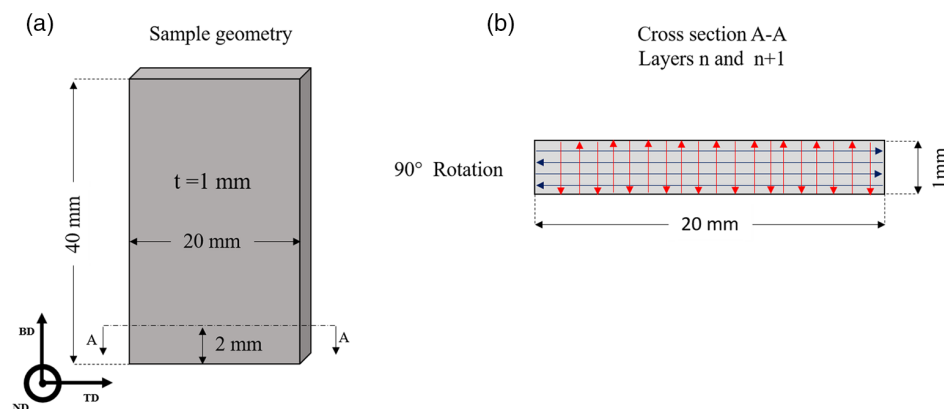 (a)
Sample geometry
40 mm
t =1 mm
20 mm
A
A
2 mm
BD
TD
ND
(b)
Cross section A-A
Layers n and n+1
90° Rotation
1mm
20 mm